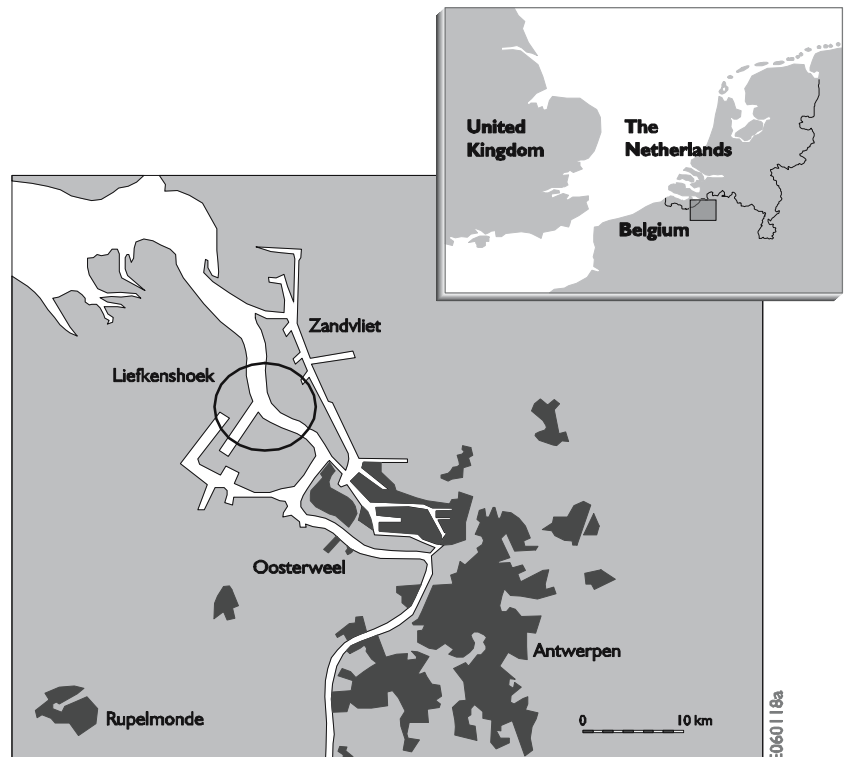 United
Kingdom
The
Netherlands
Belgium
Zandvliet
Liefkenshoek
Oosterweel
Antwerpen
Rupelmonde
0 10 km
E060118a